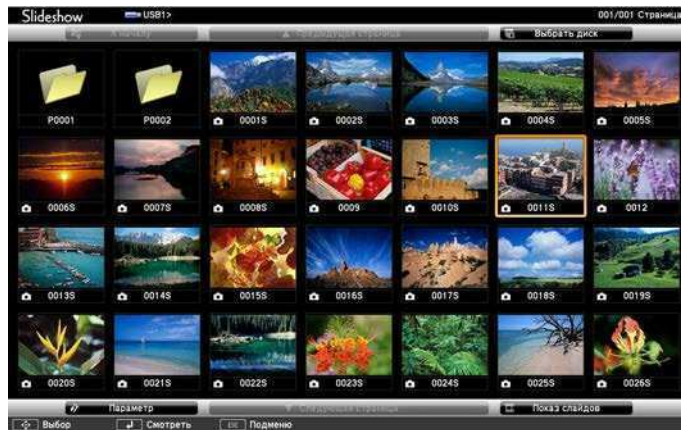 Slideshow USB1> 001/001 Страница
К началу Предыдущая страница Выбрать диск
P0001 P0002 0001S 0002S 0003S 0004S 0005S
0006S 0007S 0008S 0009 0010S 0011S 0012
0013S 0014S 0015S 0016S 0017S 0018S 0019S
0020S 0021S 0022S 0023S 0024S 0025S 0026S
Параметр Следующая страница Показ слайдов
Выбор Смотреть ESC Подменю